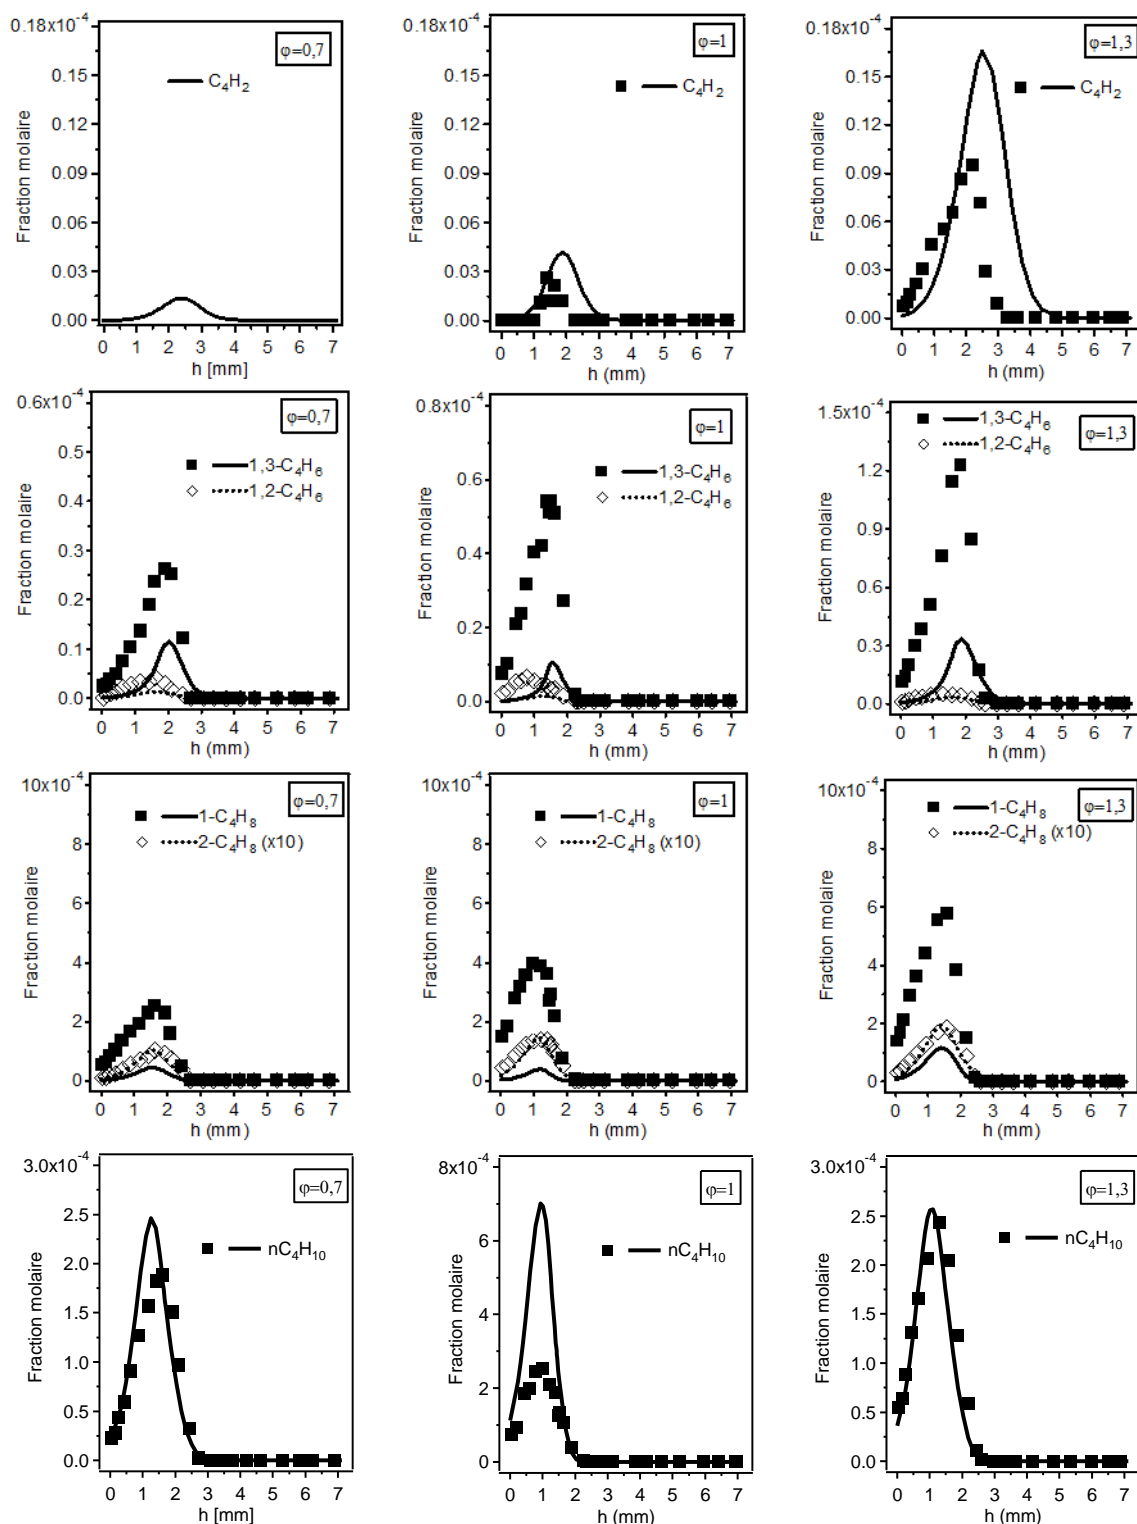 0.18x10⁻⁴
φ=0,7
C₄H₂
0.15
0.12
0.09
0.06
0.03
0.00
Fraction molaire
0 1 2 3 4 5 6 7
h [mm]
0.18x10⁻⁴
φ=1
C₄H₂
0.15
0.12
0.09
0.06
0.03
0.00
Fraction molaire
0 1 2 3 4 5 6 7
h (mm)
0.18x10⁻⁴
φ=1,3
C₄H₂
0.15
0.12
0.09
0.06
0.03
0.00
Fraction molaire
0 1 2 3 4 5 6 7
h (mm)
0.6x10⁻⁴
φ=0,7
1,3-C₄H₆
1,2-C₄H₆
0.5
0.4
0.3
0.2
0.1
0.0
Fraction molaire
0 1 2 3 4 5 6 7
h (mm)
0.8x10⁻⁴
φ=1
1,3-C₄H₆
1,2-C₄H₆
0.6
0.4
0.2
0.0
Fraction molaire
0 1 2 3 4 5 6 7
h (mm)
1.5x10⁻⁴
1,3-C₄H₆
1,2-C₄H₆
φ=1,3
1.2
0.9
0.6
0.3
0.0
Fraction molaire
0 1 2 3 4 5 6 7
h (mm)
10x10⁻⁴
φ=0,7
1-C₄H₈
2-C₄H₈ (x10)
8
6
4
2
0
Fraction molaire
0 1 2 3 4 5 6 7
h (mm)
10x10⁻⁴
φ=1
1-C₄H₈
2-C₄H₈ (x10)
8
6
4
2
0
Fraction molaire
0 1 2 3 4 5 6 7
h (mm)
10x10⁻⁴
φ=1,3
1-C₄H₈
2-C₄H₈ (x10)
8
6
4
2
0
Fraction molaire
0 1 2 3 4 5 6 7
h (mm)
3.0x10⁻⁴
φ=0,7
nC₄H₁₀
2.5
2.0
1.5
1.0
0.5
0.0
Fraction molaire
0 1 2 3 4 5 6 7
h [mm]
8x10⁻⁴
φ=1
nC₄H₁₀
6
4
2
0
Fraction molaire
0 1 2 3 4 5 6 7
h (mm)
3.0x10⁻⁴
φ=1,3
nC₄H₁₀
2.5
2.0
1.5
1.0
0.5
0.0
Fraction molaire
0 1 2 3 4 5 6 7
h (mm)